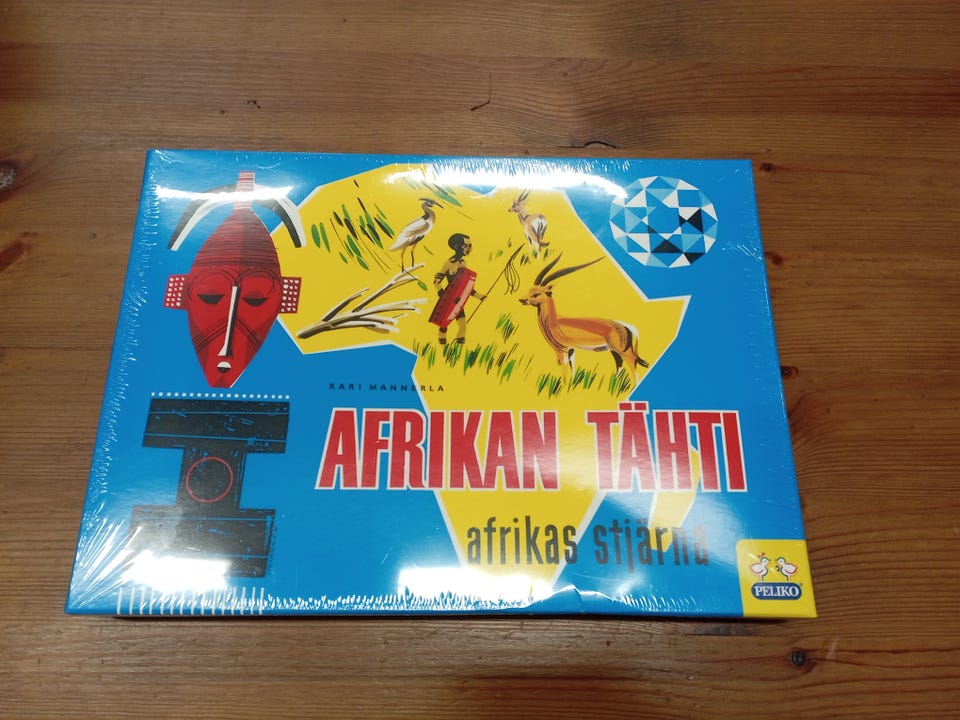 KARI MANNERLA
AFRIKAN TÄHTI
afrikas stjärna
PELIKO